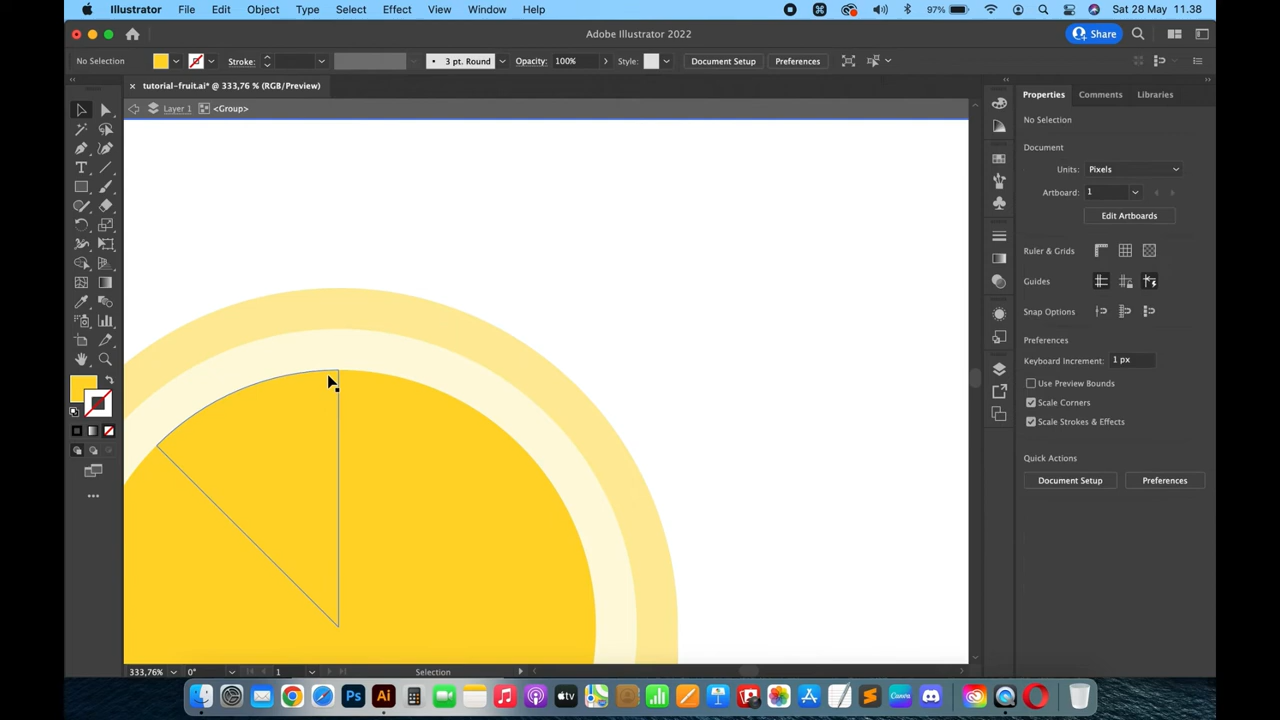 Illustrator File Edit Object Type Select Effect View Window Help 97% Sat 28 May 11.38
Adobe Illustrator 2022 Share
No Selection Stroke: 3 pt. Round Opacity: 100% Style: Document Setup Preferences
tutorial-fruit.ai* @ 333,76 % (RGB/Preview)
Layer 1 <Group>
Properties Comments Libraries
No Selection
Document
Units: Pixels
Artboard: 1
Edit Artboards
Ruler & Grids
Guides
Snap Options
Preferences
Keyboard Increment: 1 px
Use Preview Bounds
Scale Corners
Scale Strokes & Effects
Quick Actions
Document Setup Preferences
333,76% 0° 1 Selection
Ps Ai tv Canva